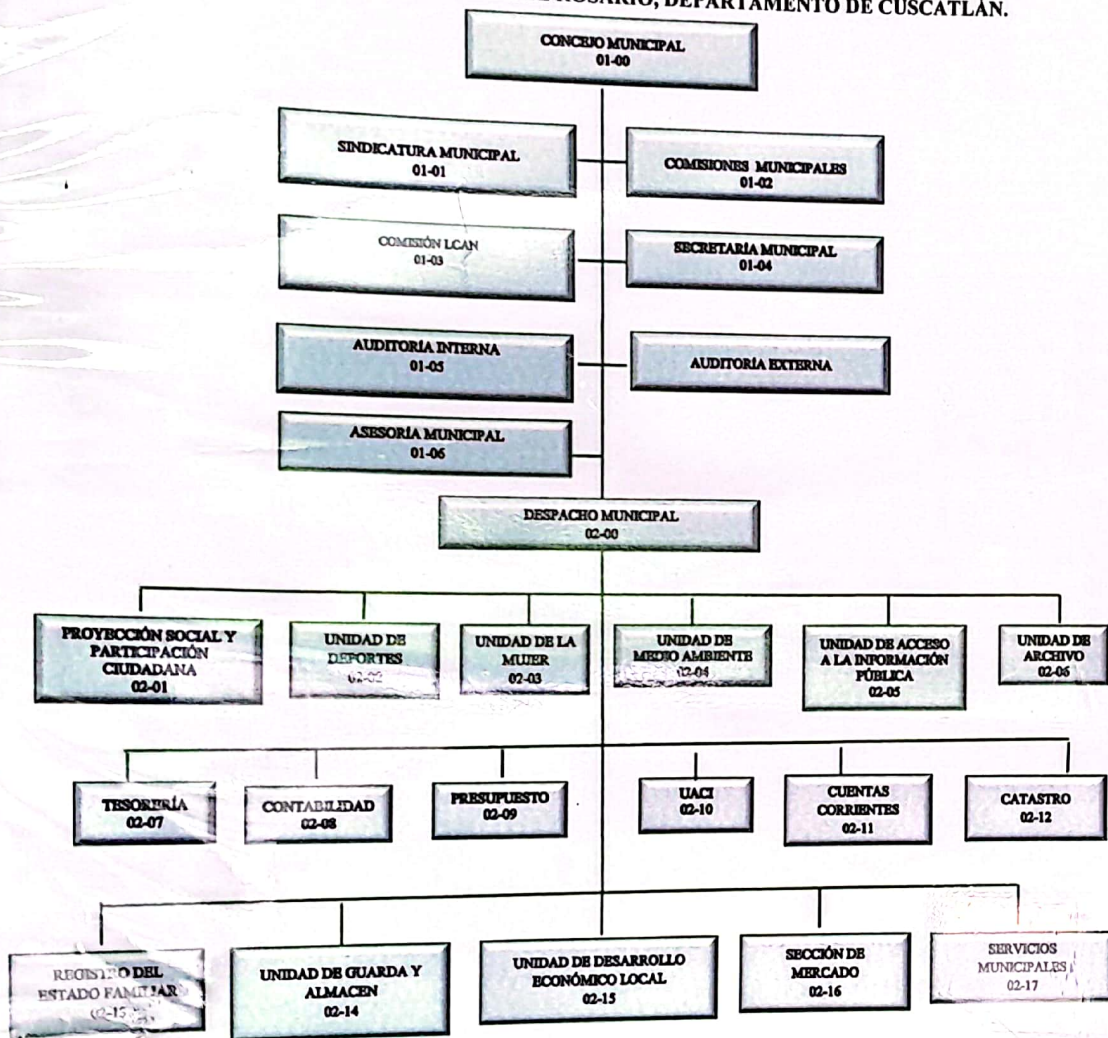 ROSARIO, DEPARTAMENTO DE CUSCATLÁN.
CONCEJO MUNICIPAL
01-00
SINDICATURA MUNICIPAL
01-01
COMISIONES MUNICIPALES
01-02
COMISIÓN LCAN
01-03
SECRETARÍA MUNICIPAL
01-04
AUDITORÍA INTERNA
01-05
AUDITORÍA EXTERNA
ASESORÍA MUNICIPAL
01-06
DESPACHO MUNICIPAL
02-00
PROYECCIÓN SOCIAL Y
PARTICIPACIÓN
CIUDADANA
02-01
UNIDAD DE
DEPORTES
02-02
UNIDAD DE LA
MUJER
02-03
UNIDAD DE
MEDIO AMBIENTE
02-04
UNIDAD DE ACCESO
A LA INFORMACIÓN
PÚBLICA
02-05
UNIDAD DE
ARCHIVO
02-06
TESORERÍA
02-07
CONTABILIDAD
02-08
PRESUPUESTO
02-09
UACI
02-10
CUENTAS
CORRIENTES
02-11
CATASTRO
02-12
REGISTRO DEL
ESTADO FAMILIAR
UNIDAD DE GUARDA Y
ALMACEN
02-14
UNIDAD DE DESARROLLO
ECONÓMICO LOCAL
02-15
SECCIÓN DE
MERCADO
02-16
SERVICIOS
MUNICIPALES
02-17